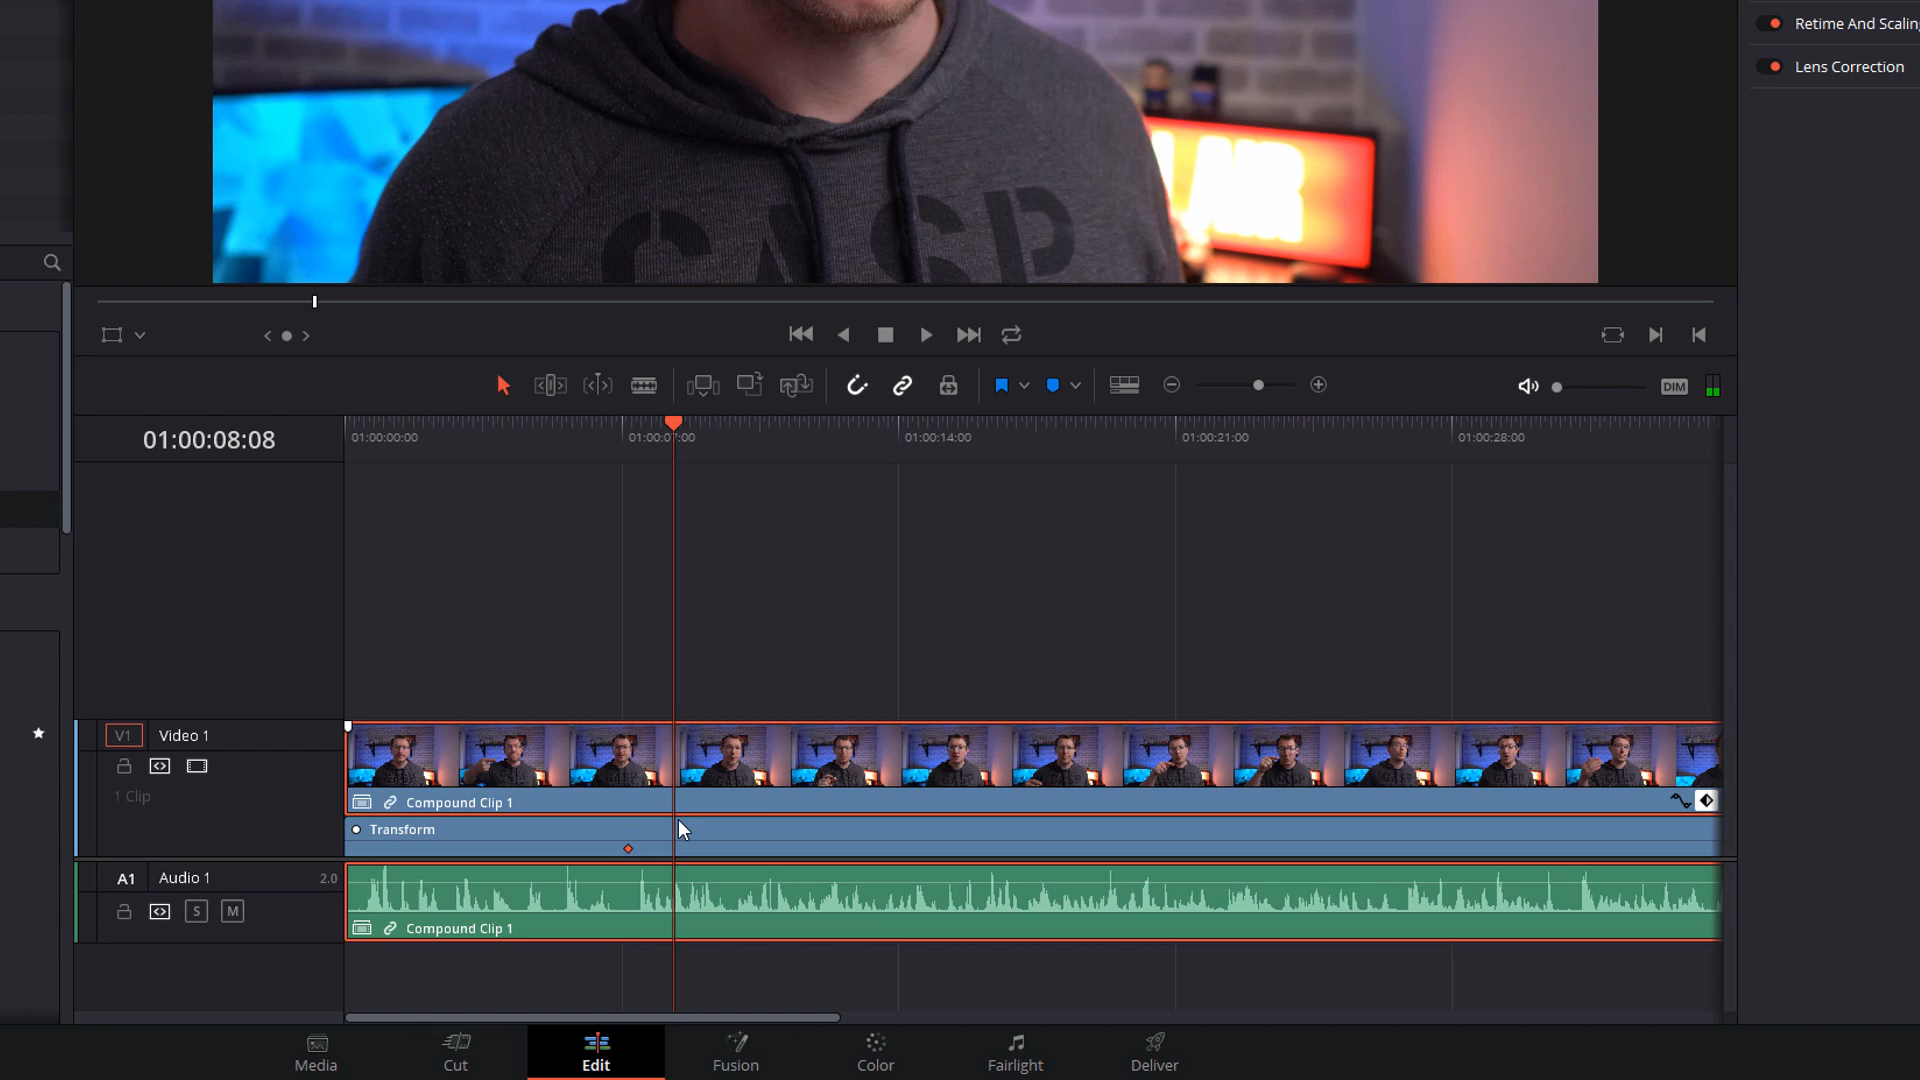 Retime And Scaling
Lens Correction
GASP
DIM
01:00:08:08
01:00:00:00
01:00:07:00
01:00:14:00
01:00:21:00
01:00:28:00
V1 Video 1
1 Clip
Compound Clip 1
Transform
A1 Audio 1 2.0
S M
Compound Clip 1
Media
Cut
Edit
Fusion
Color
Fairlight
Deliver